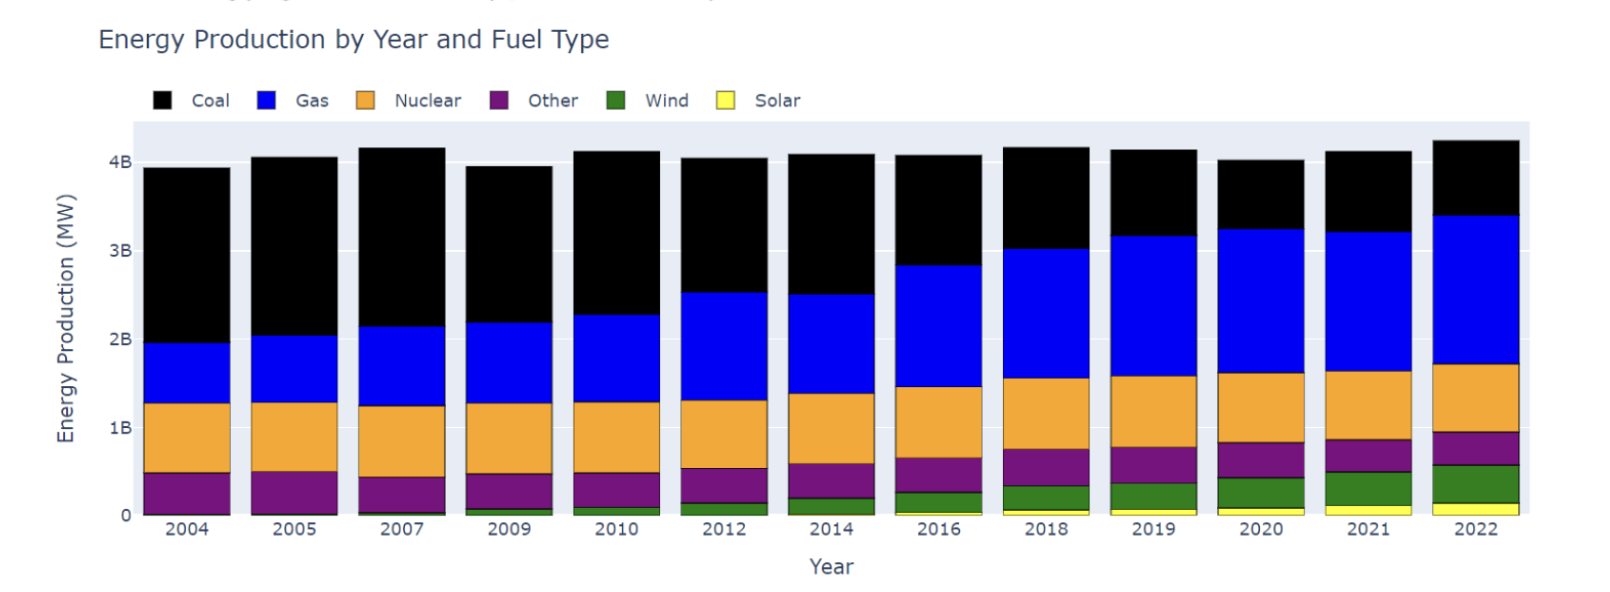 Energy Production by Year and Fuel Type
Coal Gas Nuclear Other Wind Solar
4B
3B
2B
1B
0
Energy Production (MW)
2004 2005 2007 2009 2010 2012 2014 2016 2018 2019 2020 2021 2022
Year